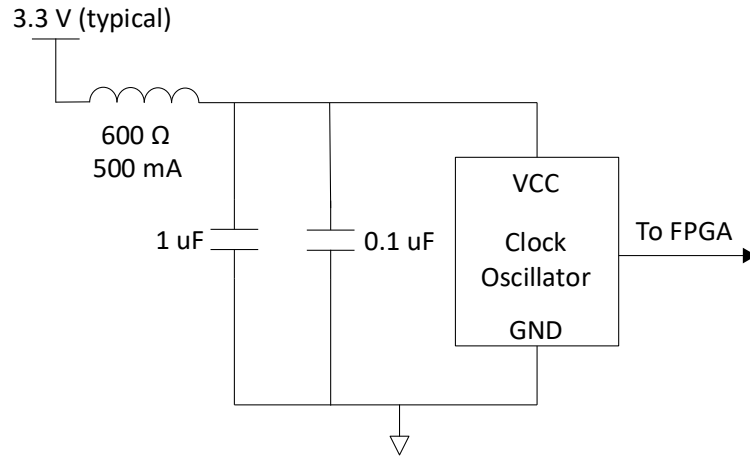 3.3 V (typical)
600 Ω
500 mA
1 uF
0.1 uF
VCC
Clock
Oscillator
GND
To FPGA